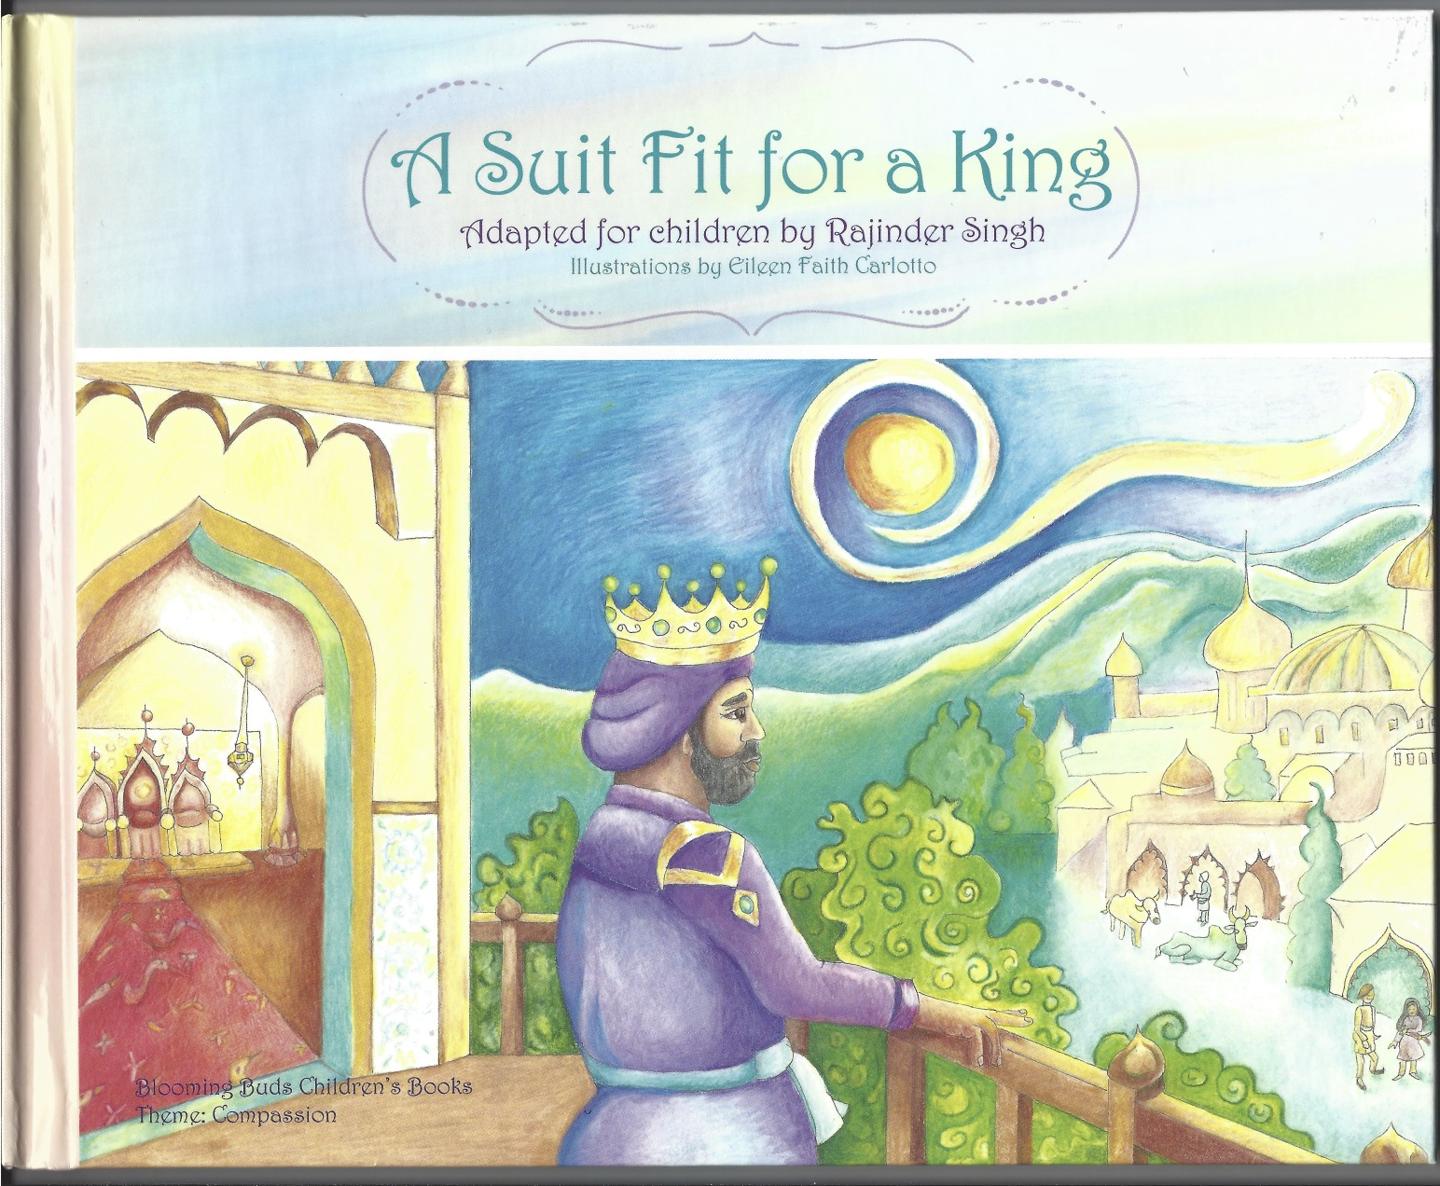 A Suit Fit for a King
Adapted for children by Rajinder Singh
Illustrations by Eileen Faith Carlotto
Blooming Buds Children's Books
Theme: Compassion